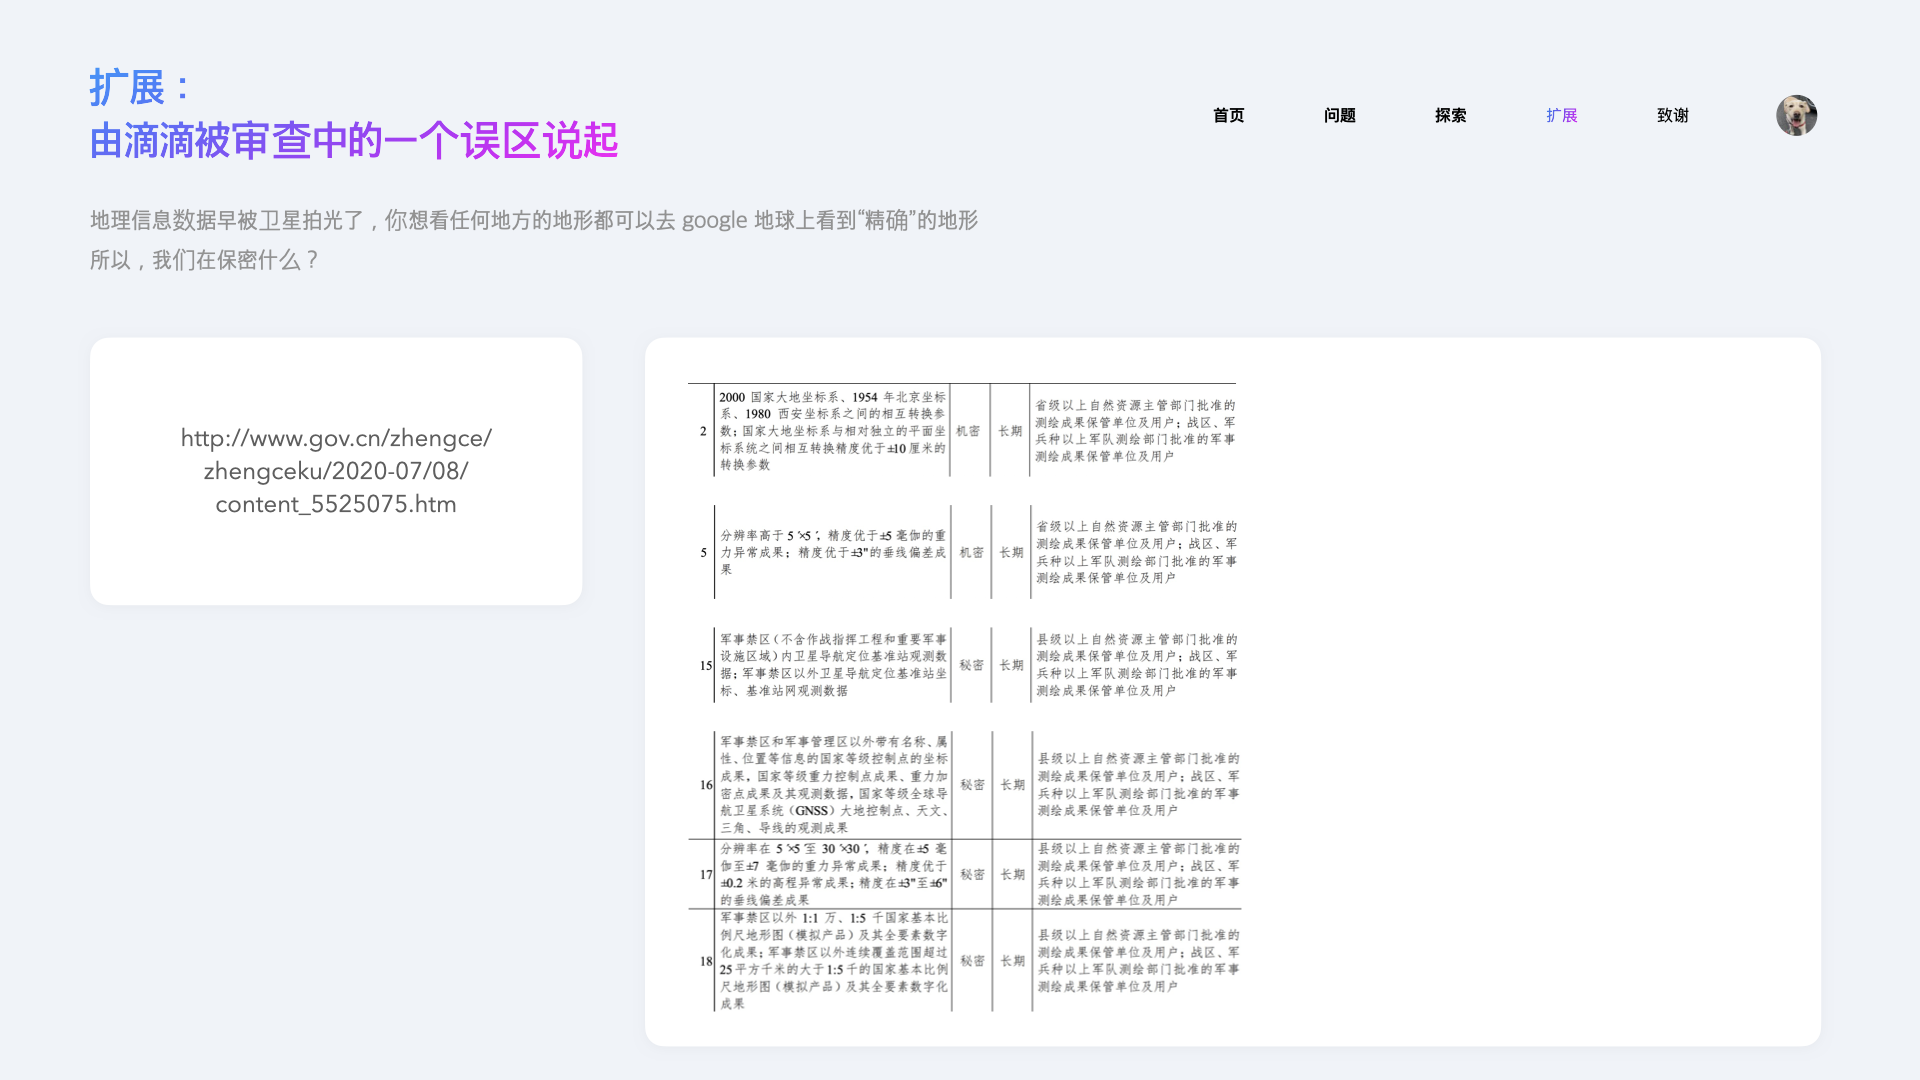 扩展：
由滴滴被审查中的一个误区说起
首页
问题
探索
扩展
致谢
地理信息数据早被卫星拍光了，你想看任何地方的地形都可以去 google 地球上看到“精确”的地形
所以，我们在保密什么？
http://www.gov.cn/zhengce/
zhengceku/2020-07/08/
content_5525075.htm
2
2000 国家大地坐标系、1954 年北京坐标
系、1980 西安坐标系之间的相互转换参
数；国家大地坐标系与相对独立的平面坐
标系统之间相互转换精度优于±10 厘米的
转换参数
机密
长期
省级以上自然资源主管部门批准的
测绘成果保管单位及用户；战区、军
兵种以上军队测绘部门批准的军事
测绘成果保管单位及用户
5
分辨率高于 5′×5′，精度优于±5 毫伽的重
力异常成果；精度优于±3"的垂线偏差成
果
机密
长期
省级以上自然资源主管部门批准的
测绘成果保管单位及用户；战区、军
兵种以上军队测绘部门批准的军事
测绘成果保管单位及用户
15
军事禁区（不含作战指挥工程和重要军事
设施区域）内卫星导航定位基准站观测数
据；军事禁区以外卫星导航定位基准站坐
标、基准站网观测数据
秘密
长期
县级以上自然资源主管部门批准的
测绘成果保管单位及用户；战区、军
兵种以上军队测绘部门批准的军事
测绘成果保管单位及用户
16
军事禁区和军事管理区以外带有名称、属
性、位置等信息的国家等级控制点的坐标
成果，国家等级重力控制点成果、重力加
密点成果及其观测数据，国家等级全球导
航卫星系统（GNSS）大地控制点、天文、
三角、导线的观测成果
秘密
长期
县级以上自然资源主管部门批准的
测绘成果保管单位及用户；战区、军
兵种以上军队测绘部门批准的军事
测绘成果保管单位及用户
17
分辨率在 5′×5′至 30′×30′，精度在±5 毫
伽至±7 毫伽的重力异常成果；精度优于
±0.2 米的高程异常成果；精度在±3"至±6"
的垂线偏差成果
秘密
长期
县级以上自然资源主管部门批准的
测绘成果保管单位及用户；战区、军
兵种以上军队测绘部门批准的军事
测绘成果保管单位及用户
18
军事禁区以外 1:1 万、1:5 千国家基本比
例尺地形图（模拟产品）及其全要素数字
化成果；军事禁区以外连续覆盖范围超过
25 平方千米的大于 1:5 千的国家基本比例
尺地形图（模拟产品）及其全要素数字化
成果
秘密
长期
县级以上自然资源主管部门批准的
测绘成果保管单位及用户；战区、军
兵种以上军队测绘部门批准的军事
测绘成果保管单位及用户